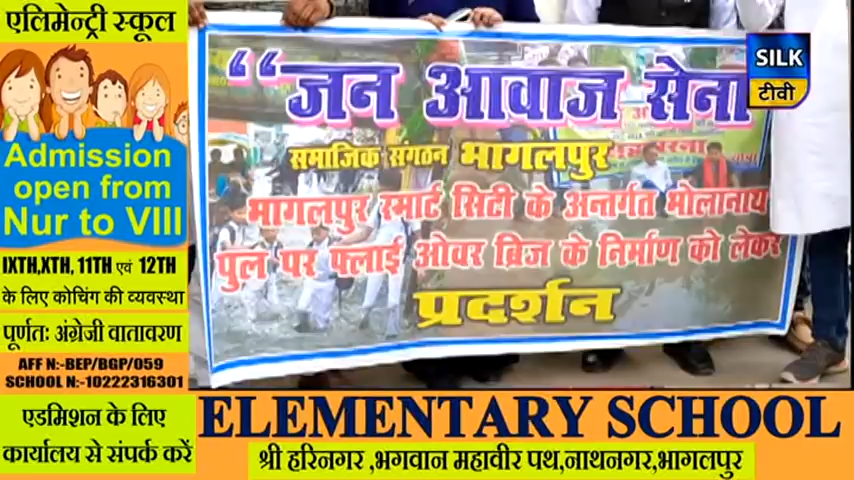 एलिमेन्ट्री स्कूल
Admission
open from
Nur to VIII
IXTH,XTH, 11TH एवं 12TH
के लिए कोचिंग की व्यवस्था
पूर्णतः अंग्रेजी वातावरण
AFF N:-BEP/BGP/059
SCHOOL N:-10222316301
एडमिशन के लिए
कार्यालय से संपर्क करें
SILK
टीवी
“जन आवाज सेना
समाजिक संगठन भागलपुर
भागलपुर स्मार्ट सिटी के अन्तर्गत भोलानाथ
पुल पर फ्लाई ओवर ब्रिज के निर्माण को लेकर
प्रदर्शन
ELEMENTARY SCHOOL
श्री हरिनगर ,भगवान महावीर पथ,नाथनगर,भागलपुर